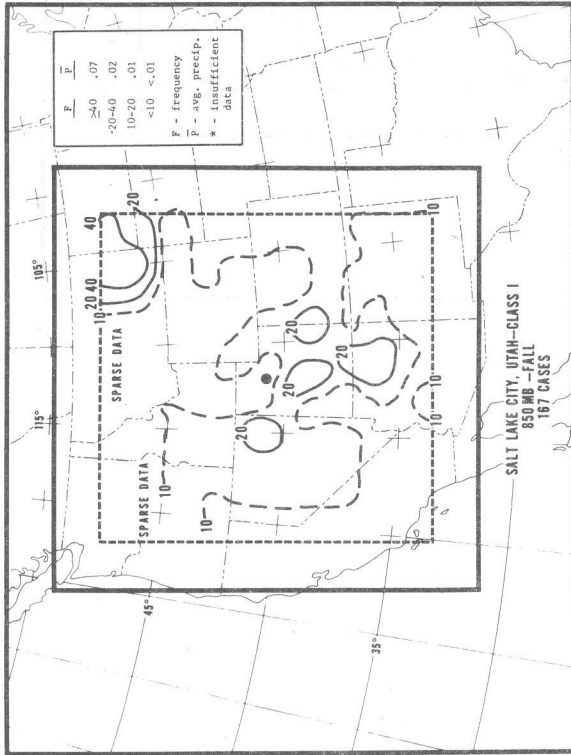 F P̄
≥40 .07
-20-40 .02
10-20 .01
<10 <.01
F - frequency
P̄ - avg. precip.
* - insufficient
data
105°
115°
45°
35°
40
20
20 40
10
SPARSE DATA
SPARSE DATA
10
10
20
20
20
20
10
10
10
10
SALT LAKE CITY, UTAH-CLASS I
850 MB -FALL
167 CASES